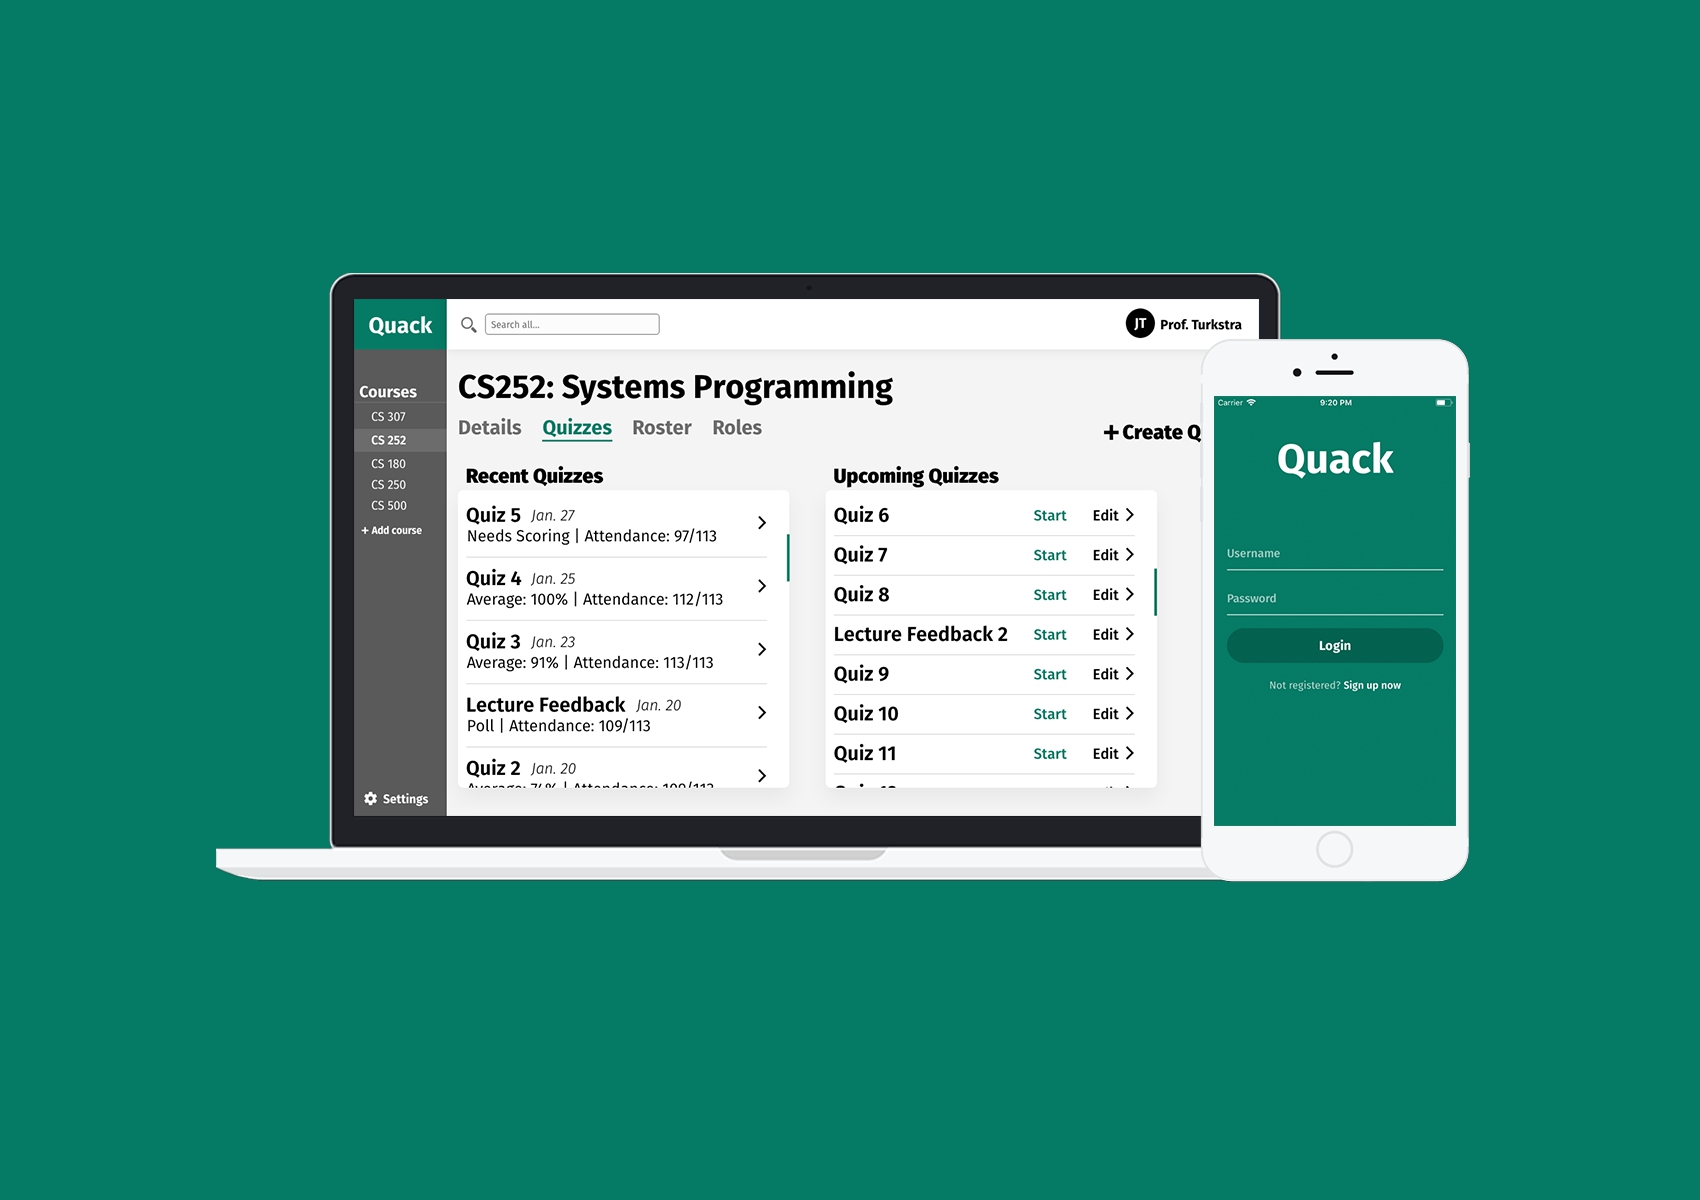 Quack
Search all...
JT Prof. Turkstra
Courses
CS 307
CS 252
CS 180
CS 250
CS 500
+ Add course
Settings
CS252: Systems Programming
Details Quizzes Roster Roles
+ Create Q
Recent Quizzes
Quiz 5 Jan. 27
Needs Scoring | Attendance: 97/113
Quiz 4 Jan. 25
Average: 100% | Attendance: 112/113
Quiz 3 Jan. 23
Average: 91% | Attendance: 113/113
Lecture Feedback Jan. 20
Poll | Attendance: 109/113
Quiz 2 Jan. 20
Average: 74% | Attendance: 109/113
Upcoming Quizzes
Quiz 6 Start Edit
Quiz 7 Start Edit
Quiz 8 Start Edit
Lecture Feedback 2 Start Edit
Quiz 9 Start Edit
Quiz 10 Start Edit
Quiz 11 Start Edit
Carrier 9:20 PM
Quack
Username
Password
Login
Not registered? Sign up now